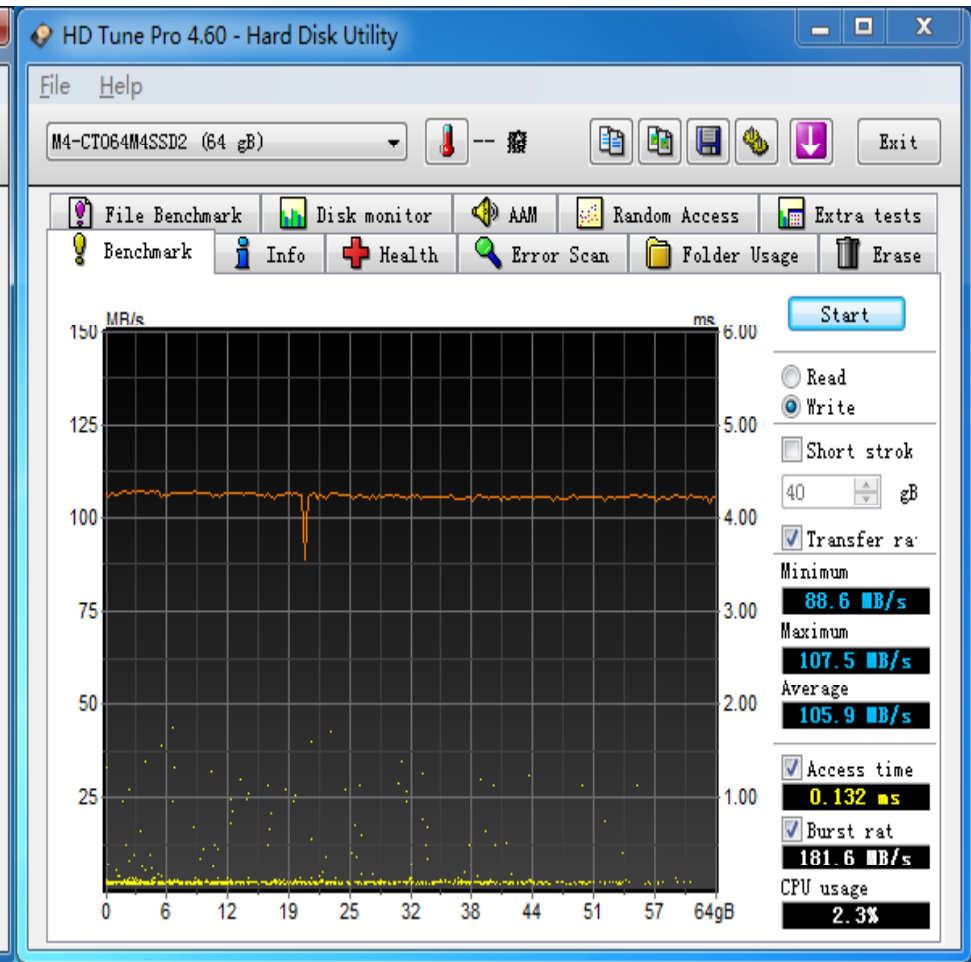 HD Tune Pro 4.60 - Hard Disk Utility
File Help
M4-CT064M4SSD2 (64 gB)
-- 癈
Exit
File Benchmark Disk monitor AAM Random Access Extra tests
Benchmark Info Health Error Scan Folder Usage Erase
MB/s ms
150
125
100
75
50
25
6.00
5.00
4.00
3.00
2.00
1.00
0 6 12 19 25 32 38 44 51 57 64gB
Start
Read
Write
Short strok
40 gB
Transfer ra
Minimum
88.6 MB/s
Maximum
107.5 MB/s
Average
105.9 MB/s
Access time
0.132 ms
Burst rat
181.6 MB/s
CPU usage
2.3%